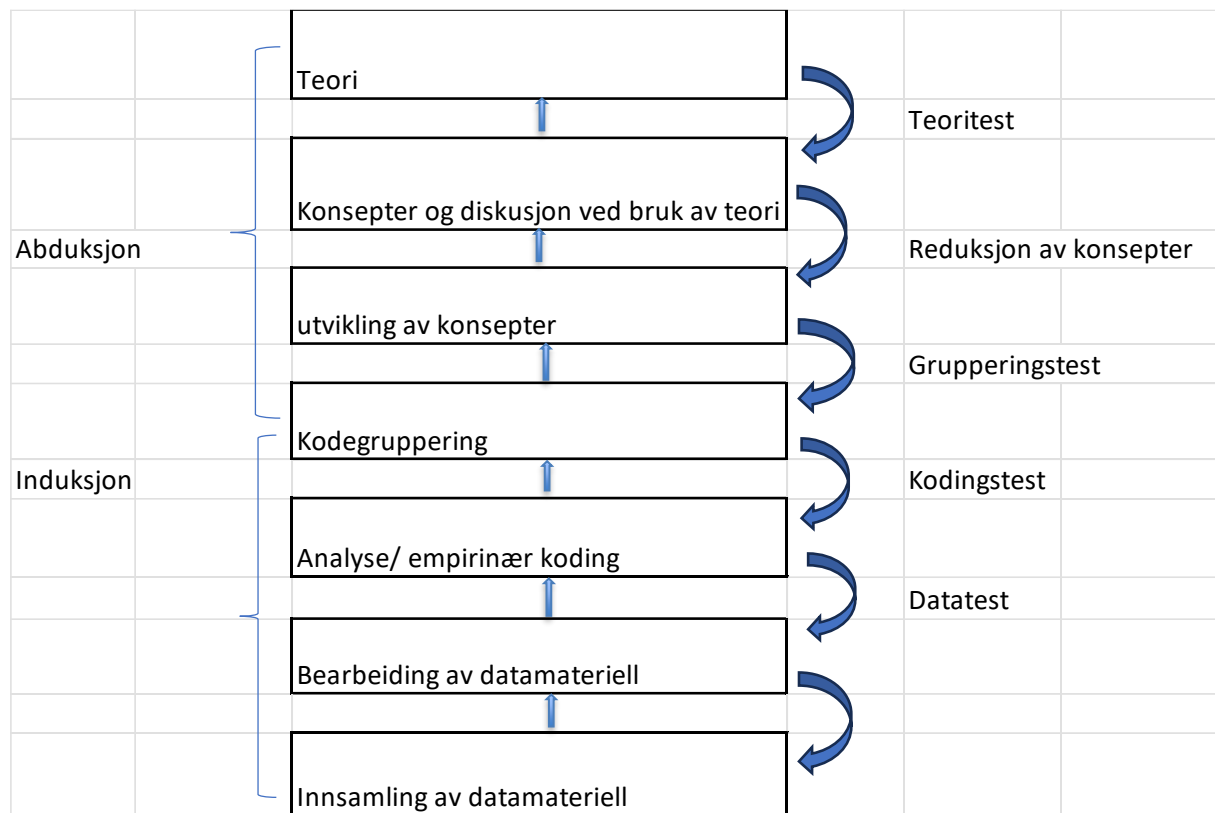 Teori
Teoritest
Konsepter og diskusjon ved bruk av teori
Abduksjon
Reduksjon av konsepter
utvikling av konsepter
Grupperingstest
Kodegruppering
Induksjon
Kodingstest
Analyse/ empirinær koding
Datatest
Bearbeiding av datamateriell
Innsamling av datamateriell